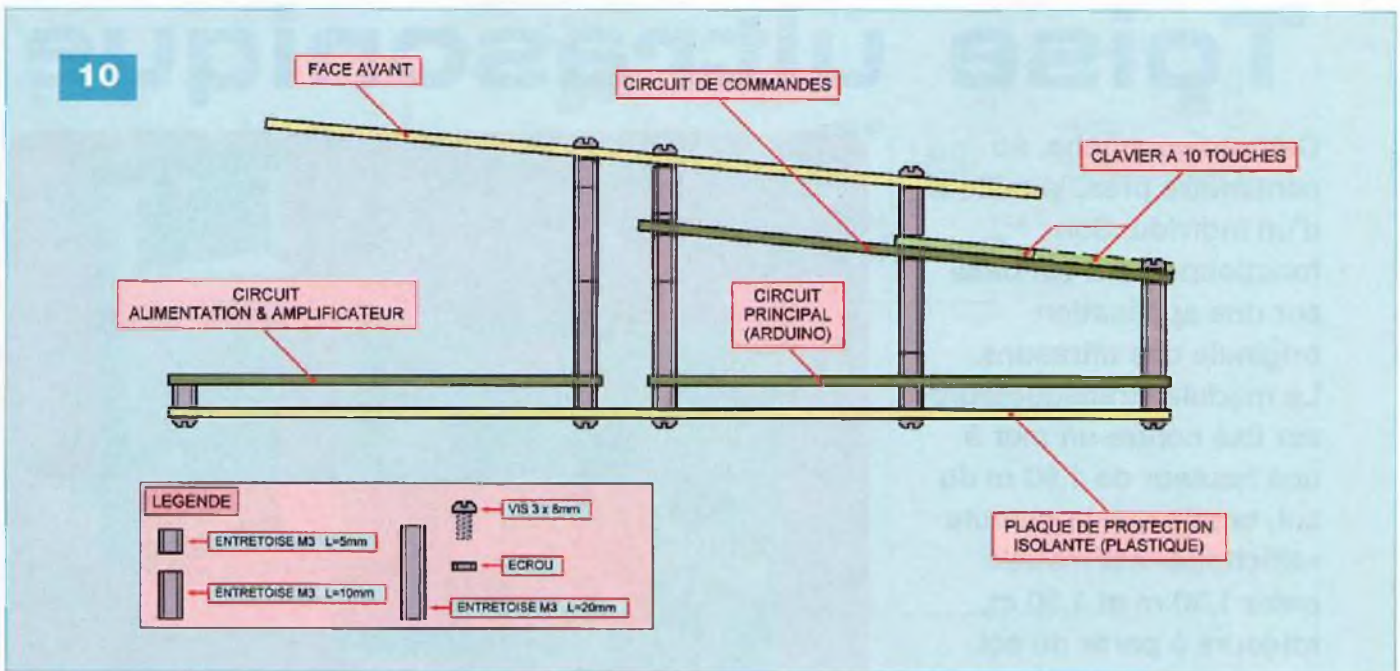 10
FACE AVANT
CIRCUIT DE COMMANDES
CLAVIER A 10 TOUCHES
CIRCUIT
ALIMENTATION & AMPLIFICATEUR
CIRCUIT
PRINCIPAL
(ARDUINO)
PLAQUE DE PROTECTION
ISOLANTE (PLASTIQUE)
LEGENDE
ENTRETOISE M3 L=5mm
ENTRETOISE M3 L=10mm
VIS 3 x 8mm
ECROU
ENTRETOISE M3 L=20mm